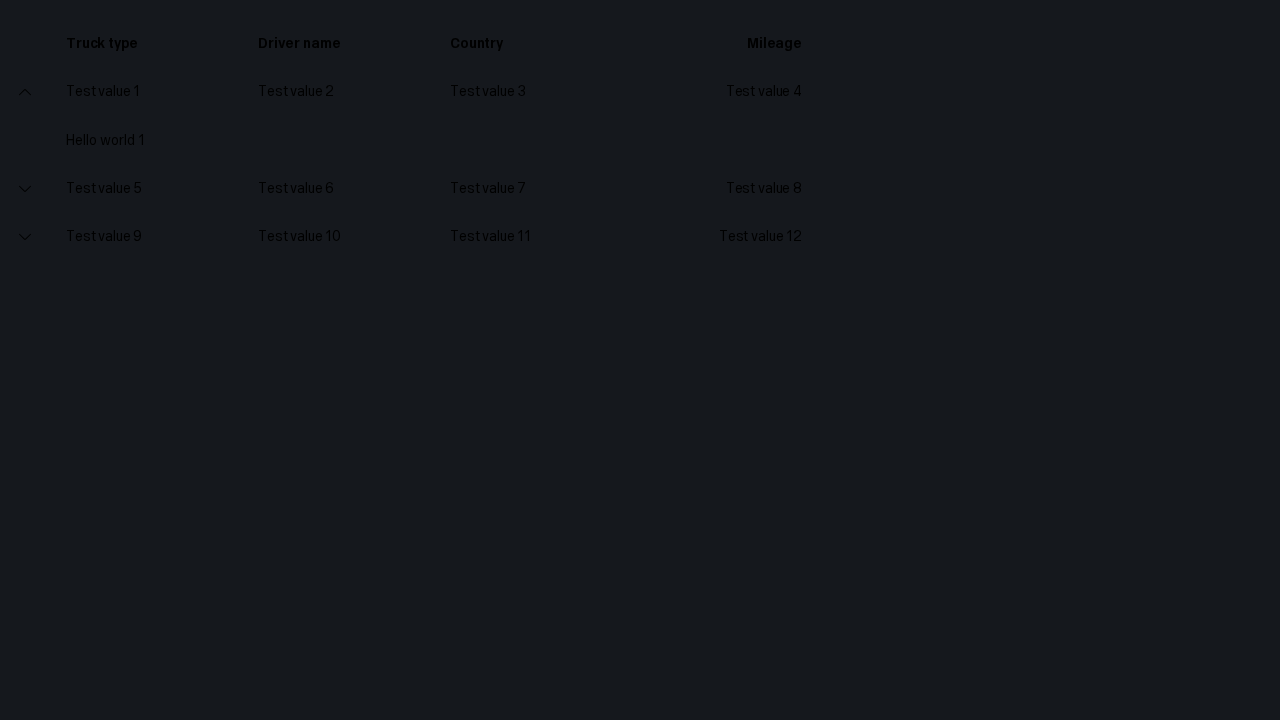 Truck type Driver name Country Mileage
Test value 1 Test value 2 Test value 3 Test value 4
Hello world 1
Test value 5 Test value 6 Test value 7 Test value 8
Test value 9 Test value 10 Test value 11 Test value 12